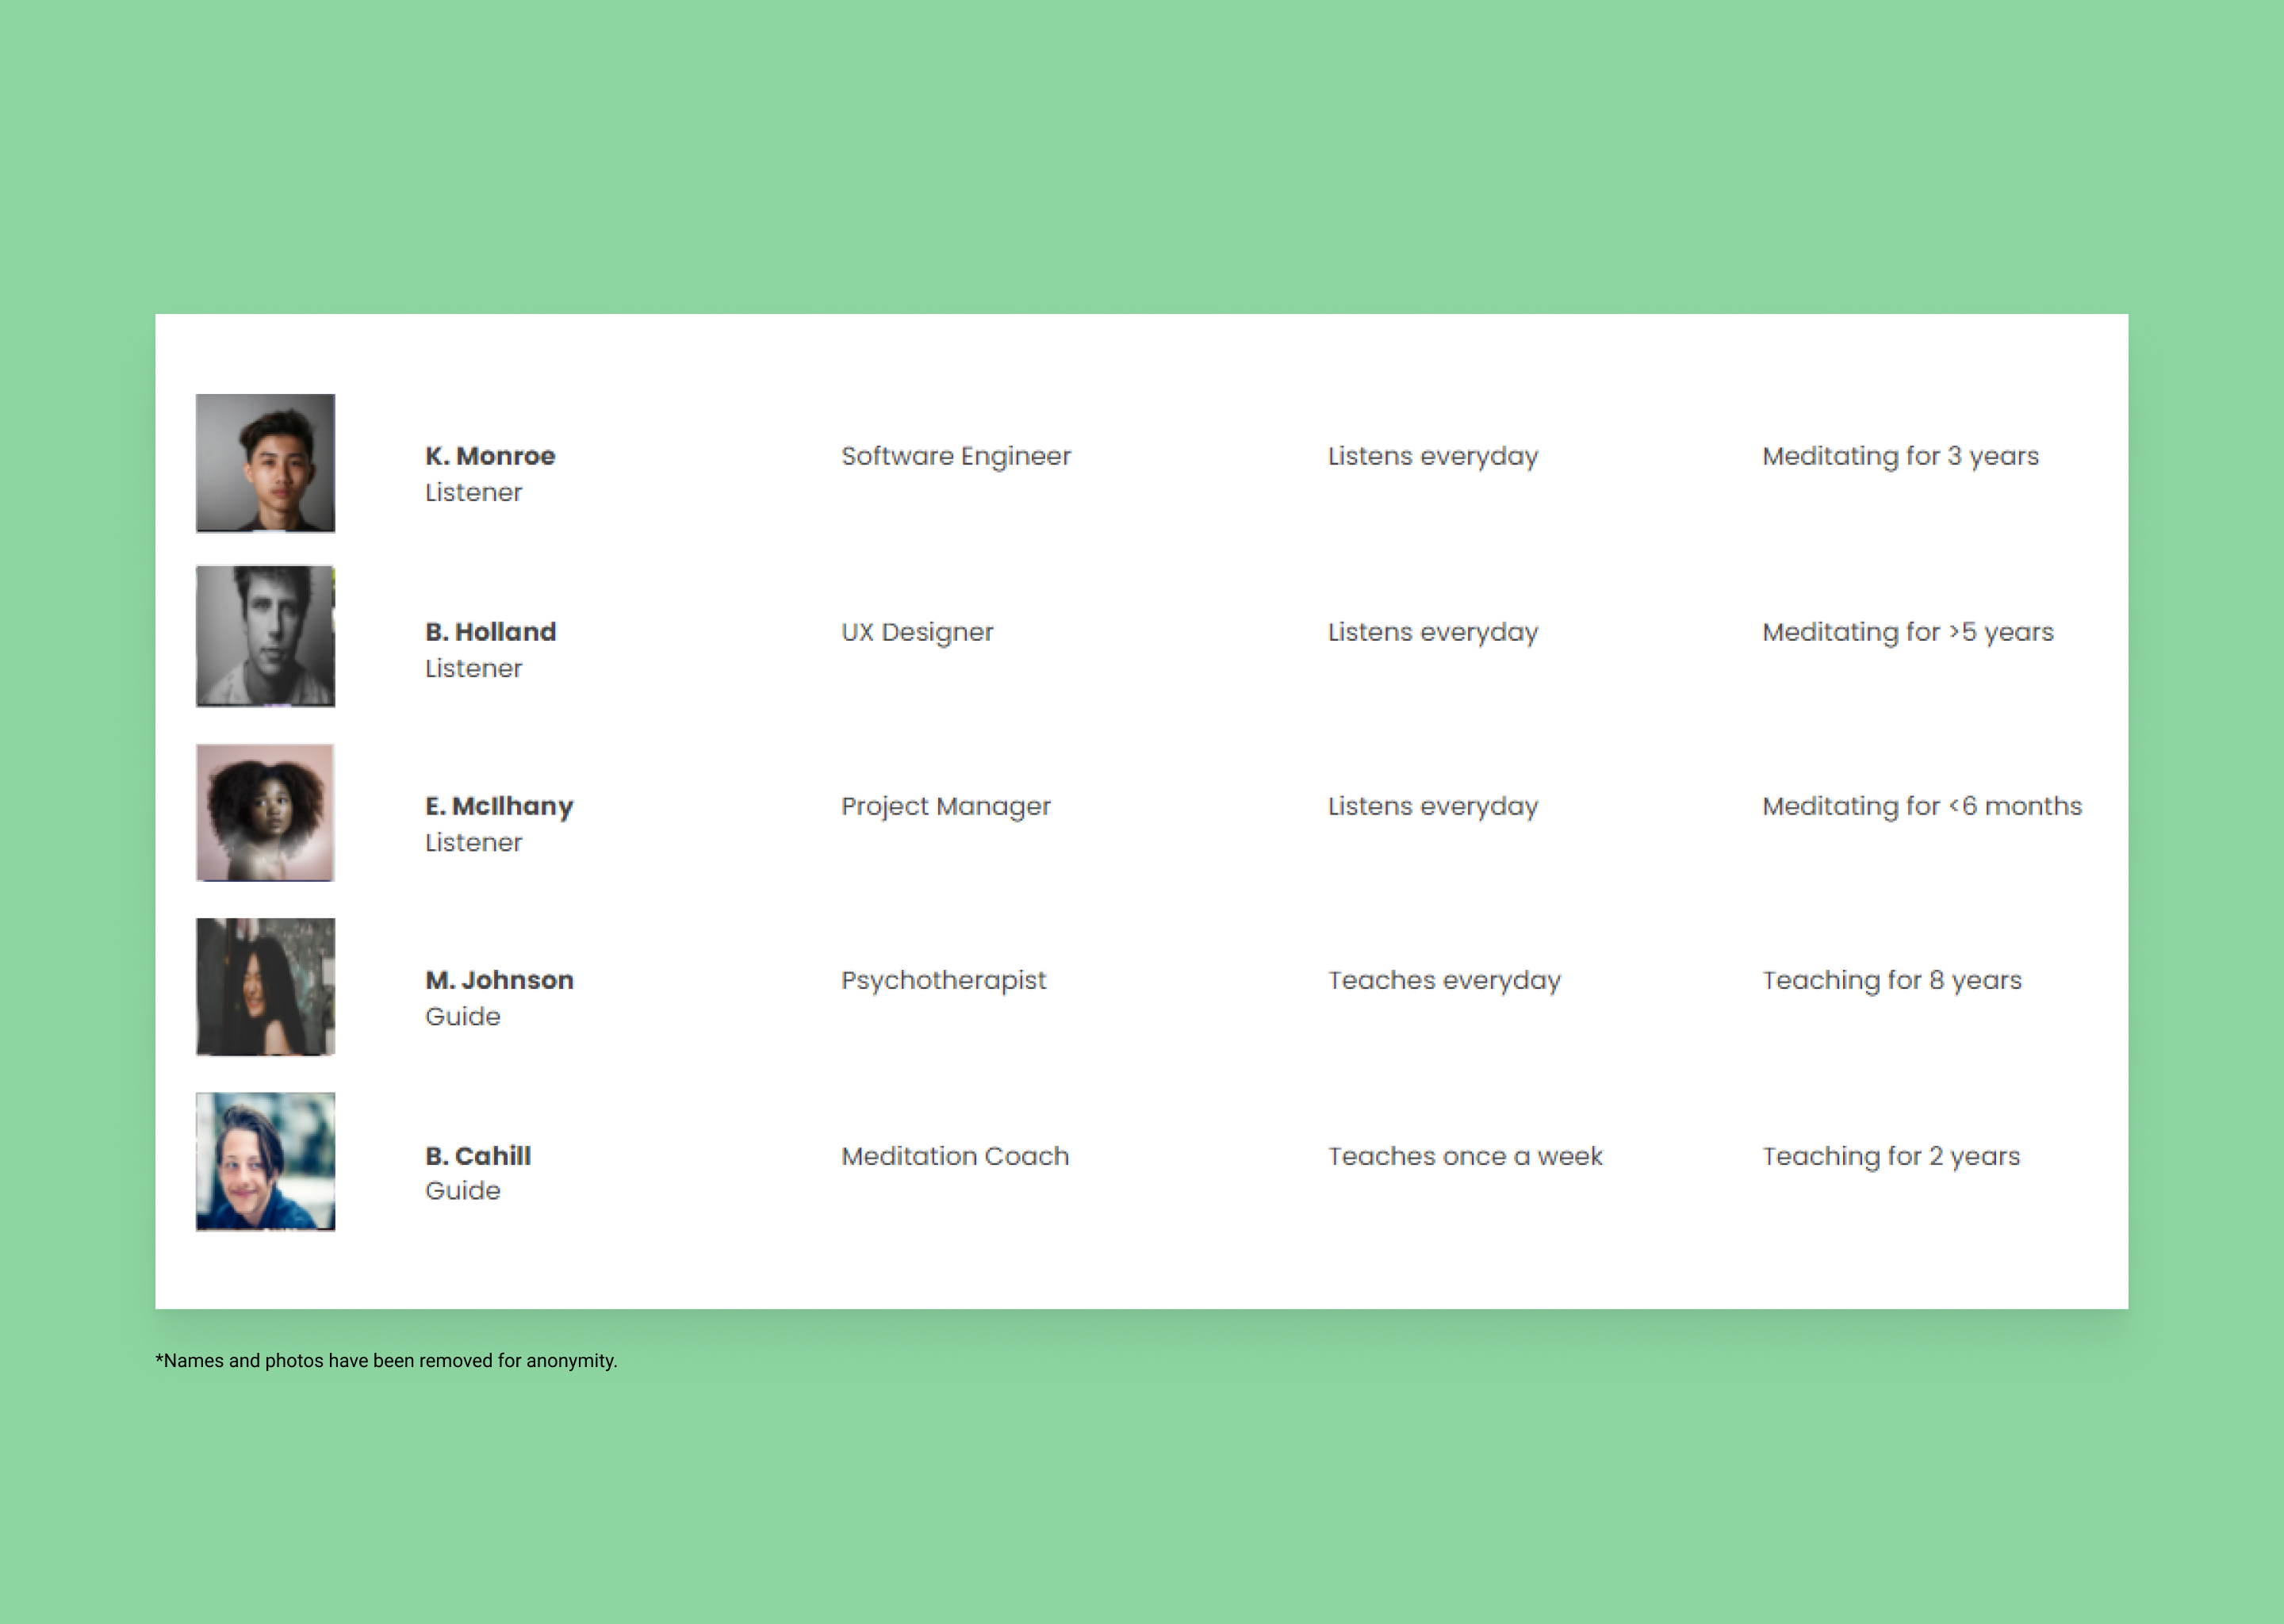 K. Monroe
Listener
Software Engineer
Listens everyday
Meditating for 3 years
B. Holland
Listener
UX Designer
Listens everyday
Meditating for >5 years
E. McIlhany
Listener
Project Manager
Listens everyday
Meditating for <6 months
M. Johnson
Guide
Psychotherapist
Teaches everyday
Teaching for 8 years
B. Cahill
Guide
Meditation Coach
Teaches once a week
Teaching for 2 years
*Names and photos have been removed for anonymity.